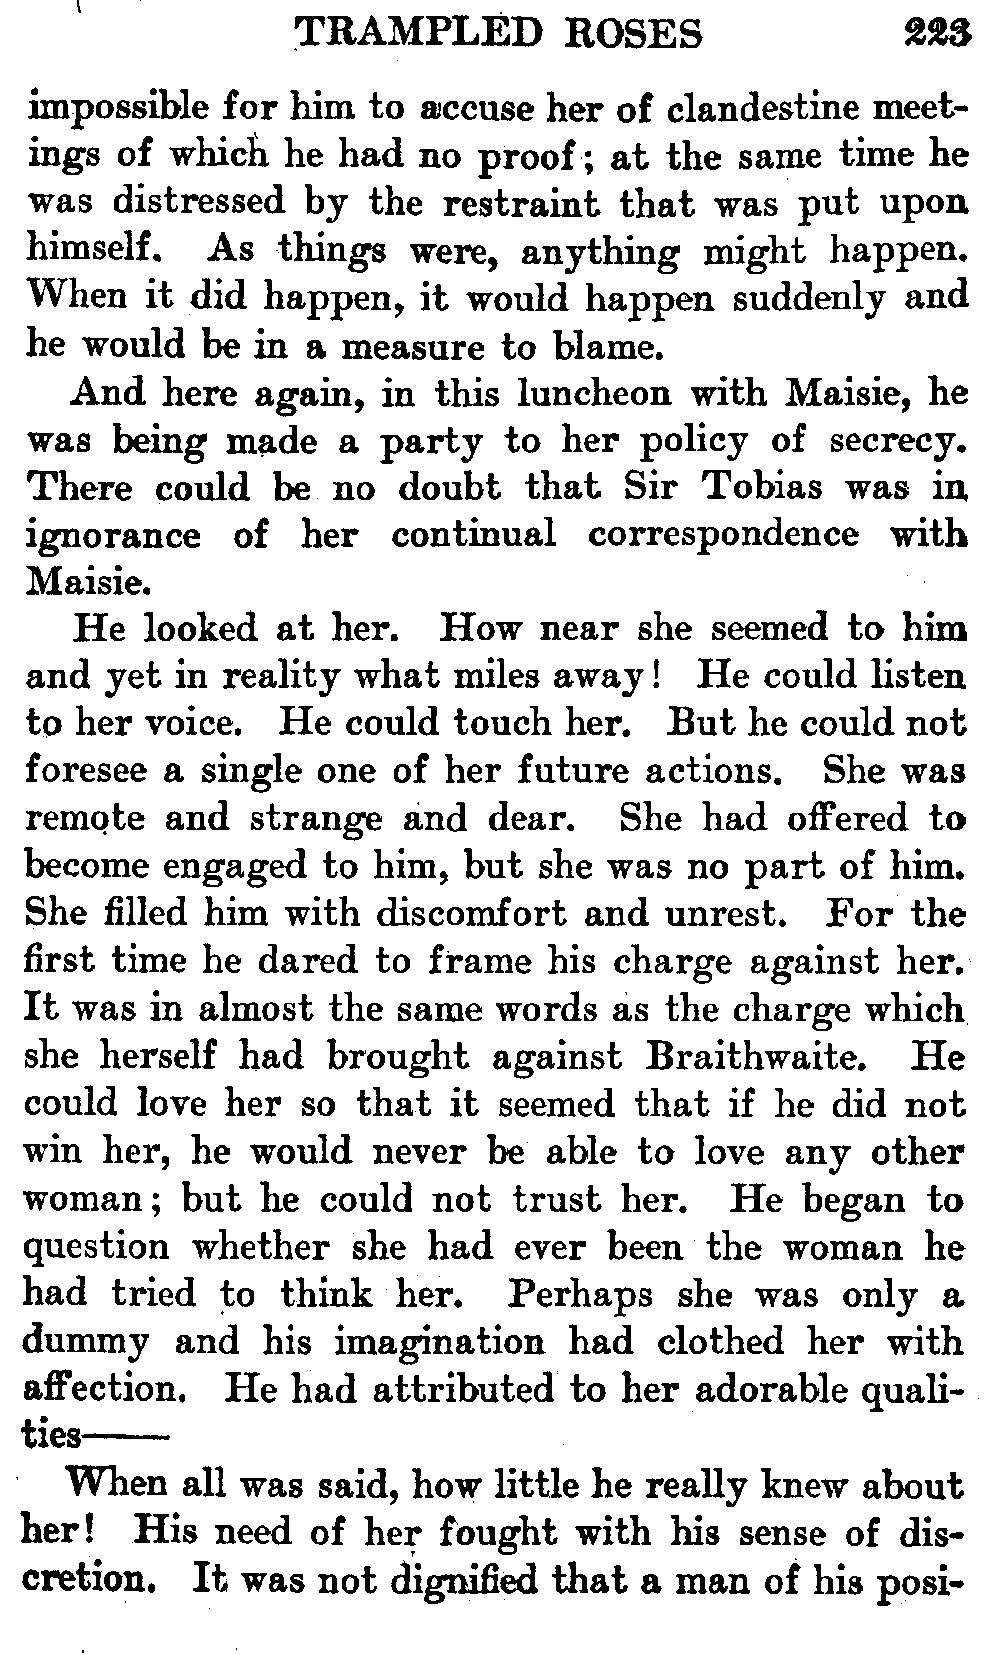 TRAMPLED ROSES 223
impossible for him to accuse her of clandestine meet-
ings of which he had no proof; at the same time he
was distressed by the restraint that was put upon
himself. As things were, anything might happen.
When it did happen, it would happen suddenly and
he would be in a measure to blame.
And here again, in this luncheon with Maisie, he
was being made a party to her policy of secrecy.
There could be no doubt that Sir Tobias was in
ignorance of her continual correspondence with
Maisie.
He looked at her. How near she seemed to him
and yet in reality what miles away! He could listen
to her voice. He could touch her. But he could not
foresee a single one of her future actions. She was
remote and strange and dear. She had offered to
become engaged to him, but she was no part of him.
She filled him with discomfort and unrest. For the
first time he dared to frame his charge against her.
It was in almost the same words as the charge which
she herself had brought against Braithwaite. He
could love her so that it seemed that if he did not
win her, he would never be able to love any other
woman; but he could not trust her. He began to
question whether she had ever been the woman he
had tried to think her. Perhaps she was only a
dummy and his imagination had clothed her with
affection. He had attributed to her adorable quali-
ties——
When all was said, how little he really knew about
her! His need of her fought with his sense of dis-
cretion. It was not dignified that a man of his posi-